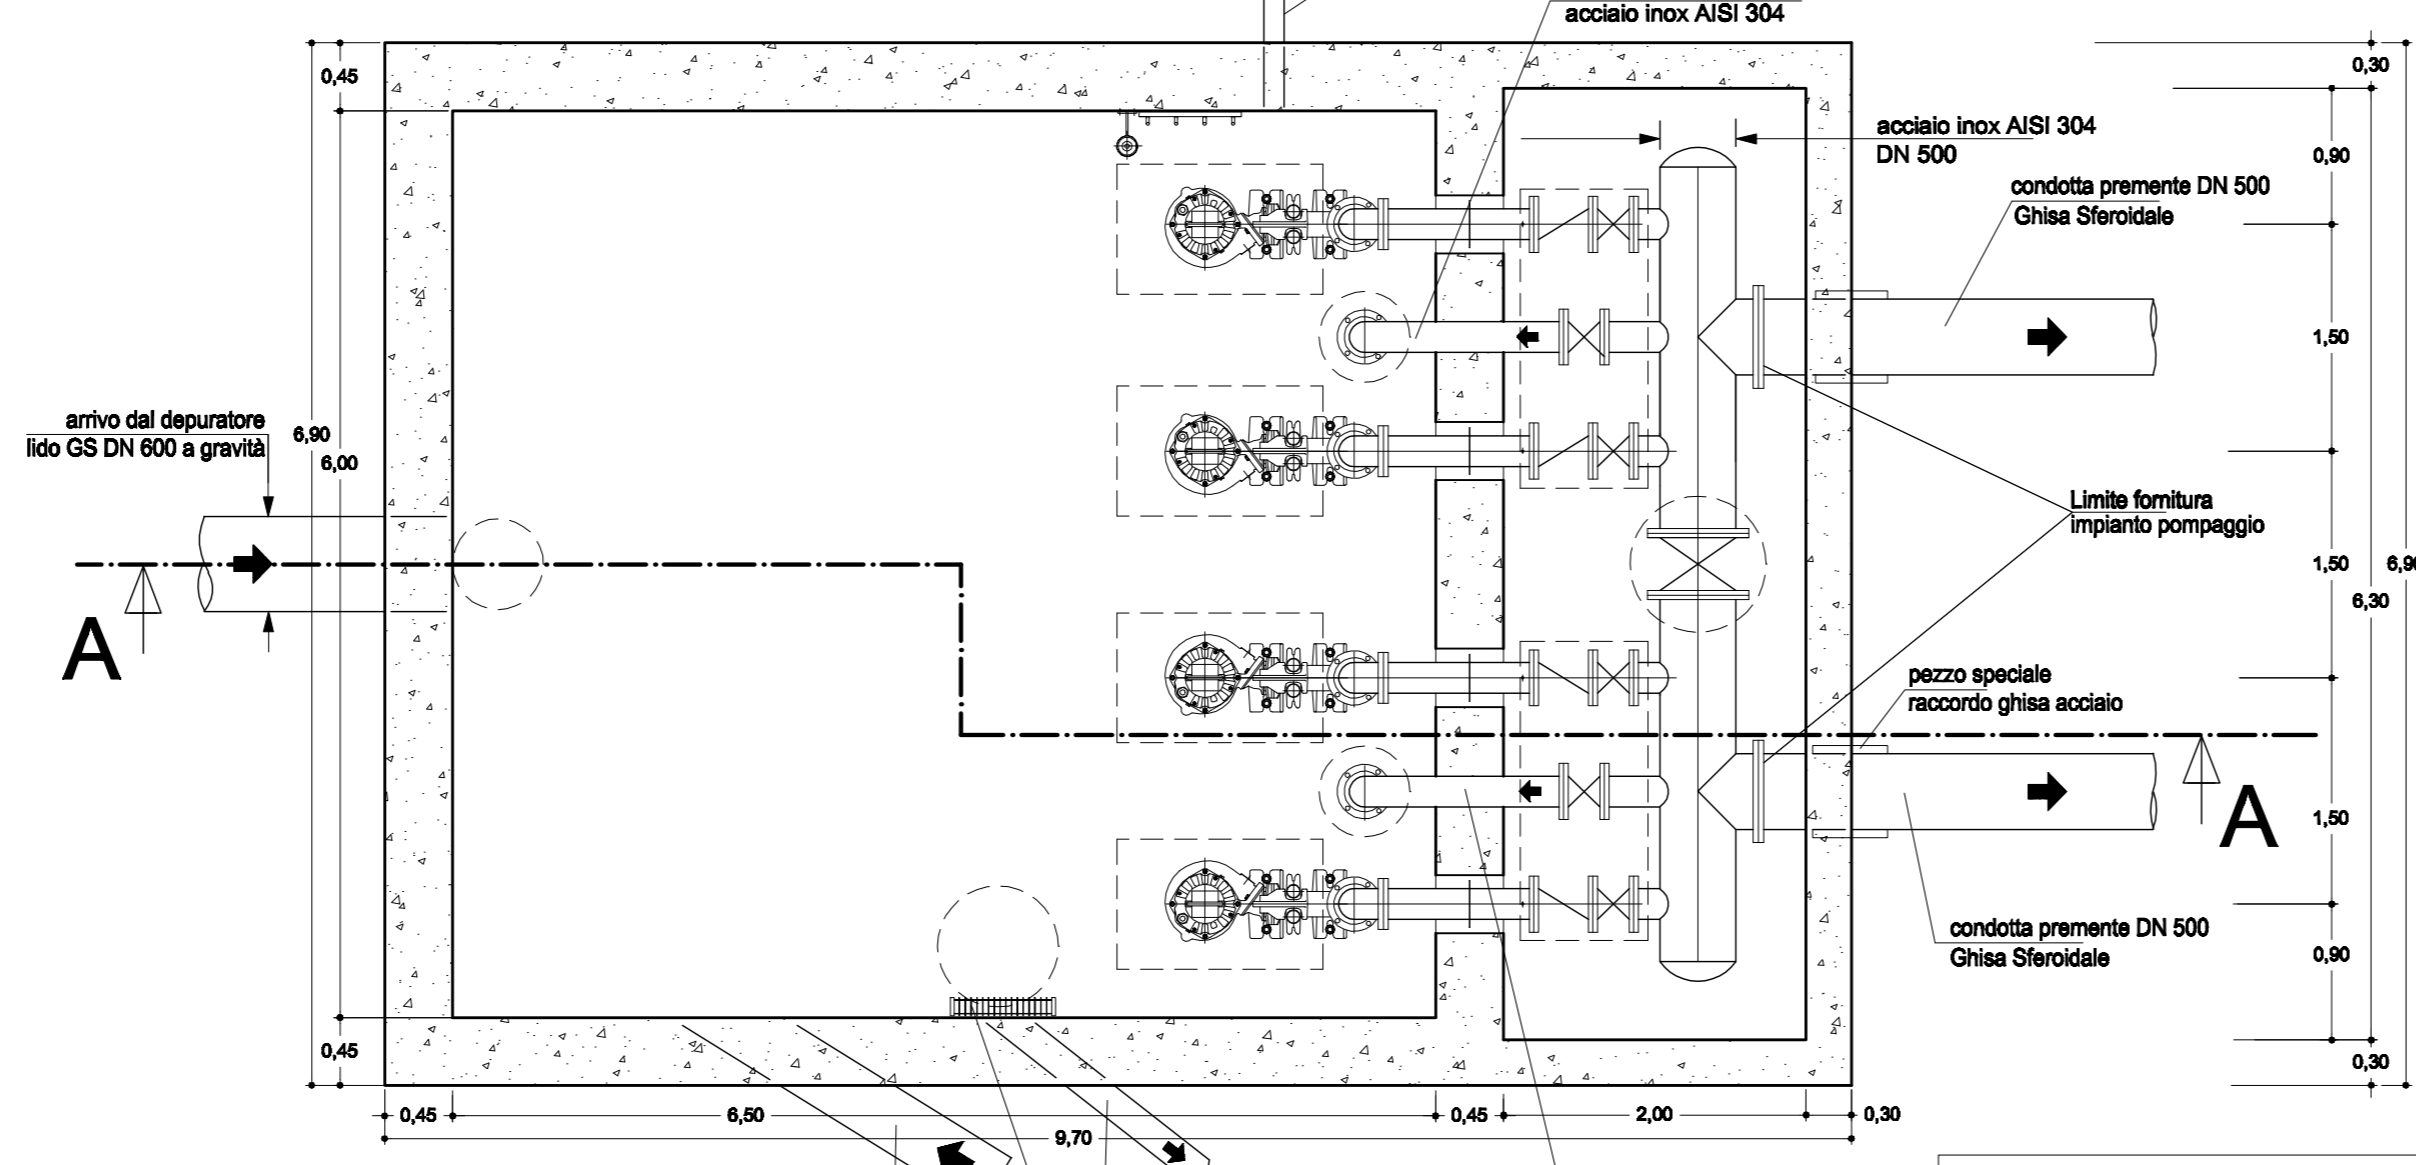 acciaio inox AISI 304
0,45
0,30
acciaio inox AISI 304
DN 500
0,90
condotta premente DN 500
Ghisa Sferoidale
1,50
arrivo dal depuratore
lido GS DN 600 a gravità
6,90
6,00
Limite fornitura
impianto pompaggio
1,50
6,90
6,30
A
pezzo speciale
raccordo ghisa acciaio
A
1,50
condotta premente DN 500
Ghisa Sferoidale
0,90
0,45
0,30
0,45
6,50
0,45
2,00
0,30
9,70